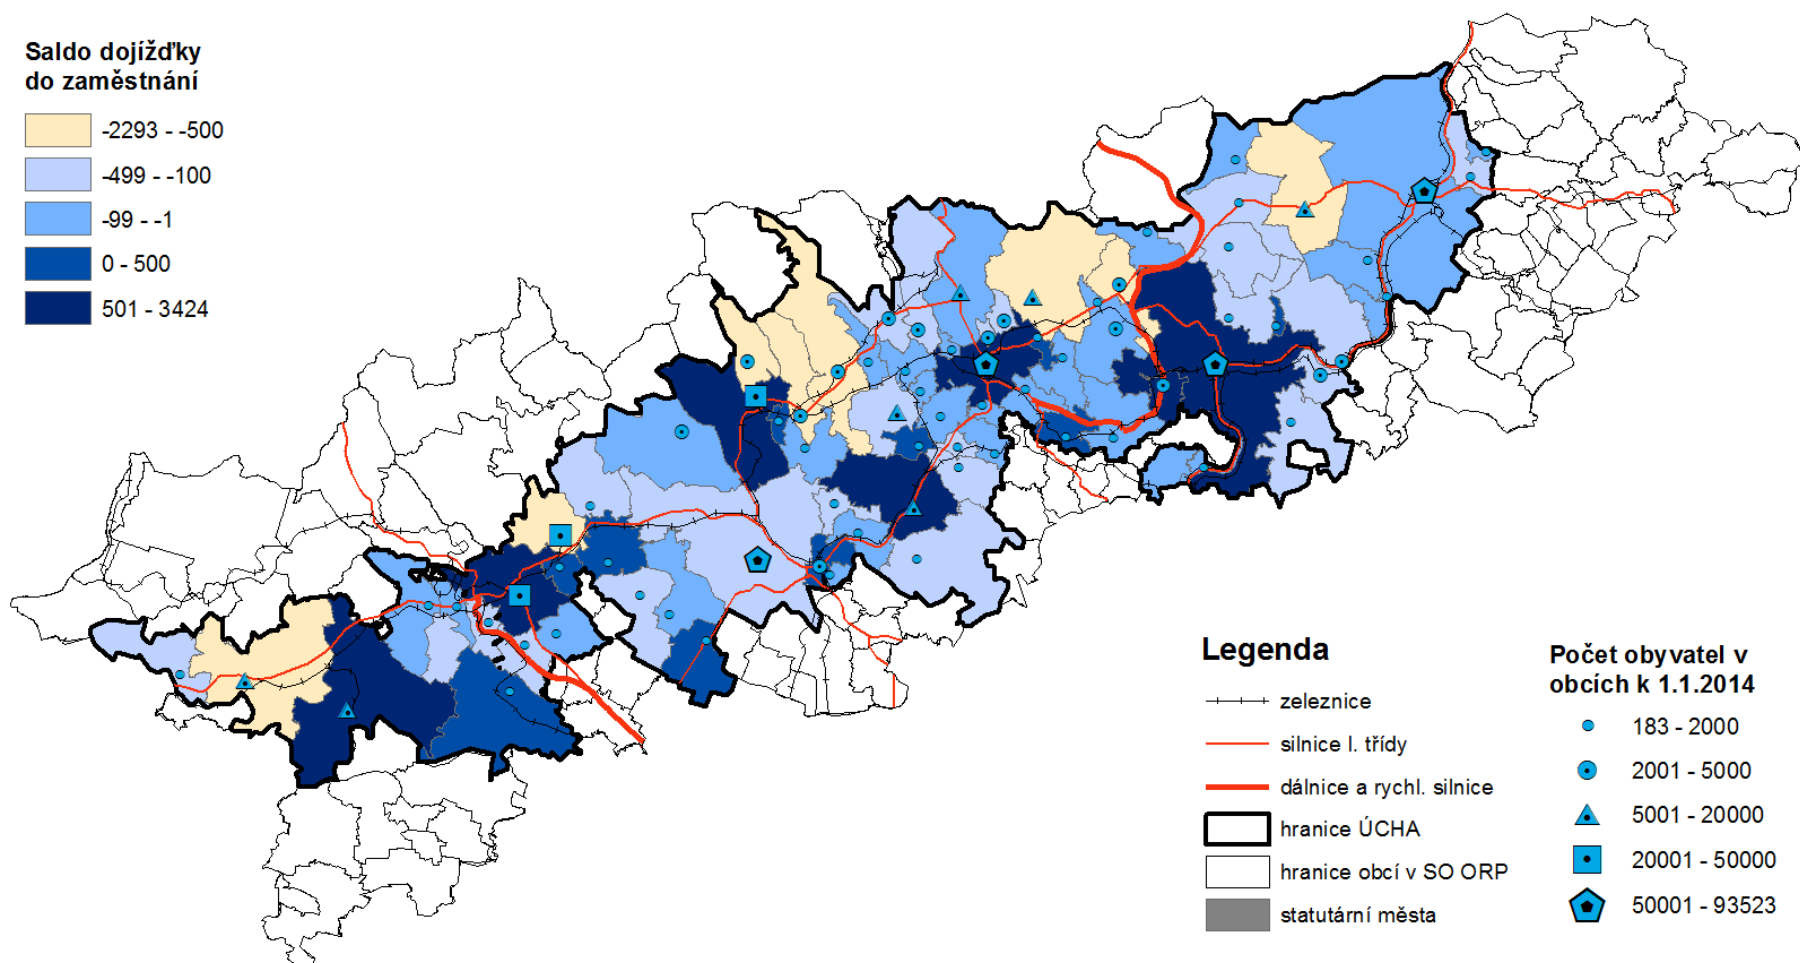 Saldo dojížďky
do zaměstnání
-2293 - -500
-499 - -100
-99 - -1
0 - 500
501 - 3424
Legenda
zeleznice
silnice I. třídy
dálnice a rychl. silnice
hranice ÚCHA
hranice obcí v SO ORP
statutární města
Počet obyvatel v
obcích k 1.1.2014
183 - 2000
2001 - 5000
5001 - 20000
20001 - 50000
50001 - 93523